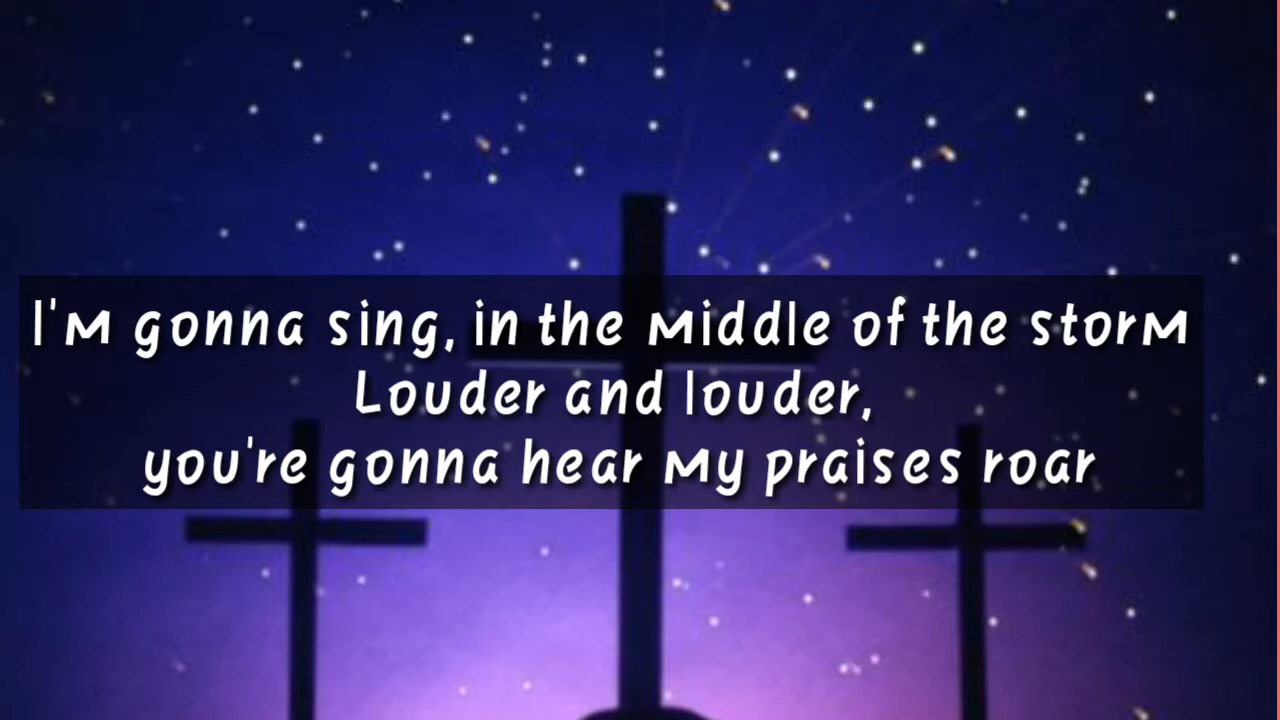 I'm gonna sing, in the middle of the storm
Louder and louder,
you're gonna hear my praises roar